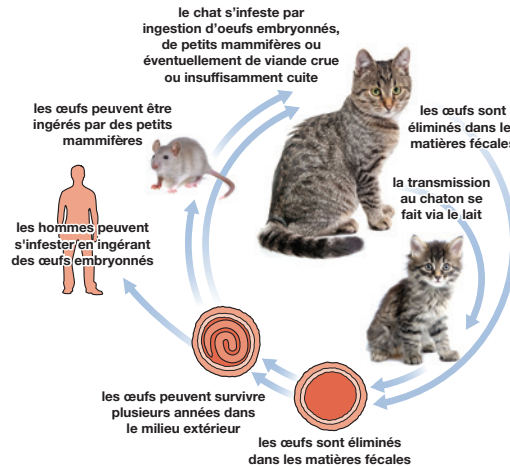 le chat s'infeste par
ingestion d'oeufs embryonnés,
de petits mammifères ou
éventuellement de viande crue
ou insuffisamment cuite
les œufs peuvent être
ingérés par des petits
mammifères
les œufs sont
éliminés dans les
matières fécales
la transmission
au chaton se
fait via le lait
les hommes peuvent
s'infester en ingérant
des œufs embryonnés
les œufs peuvent survivre
plusieurs années dans
le milieu extérieur
les œufs sont éliminés
dans les matières fécales